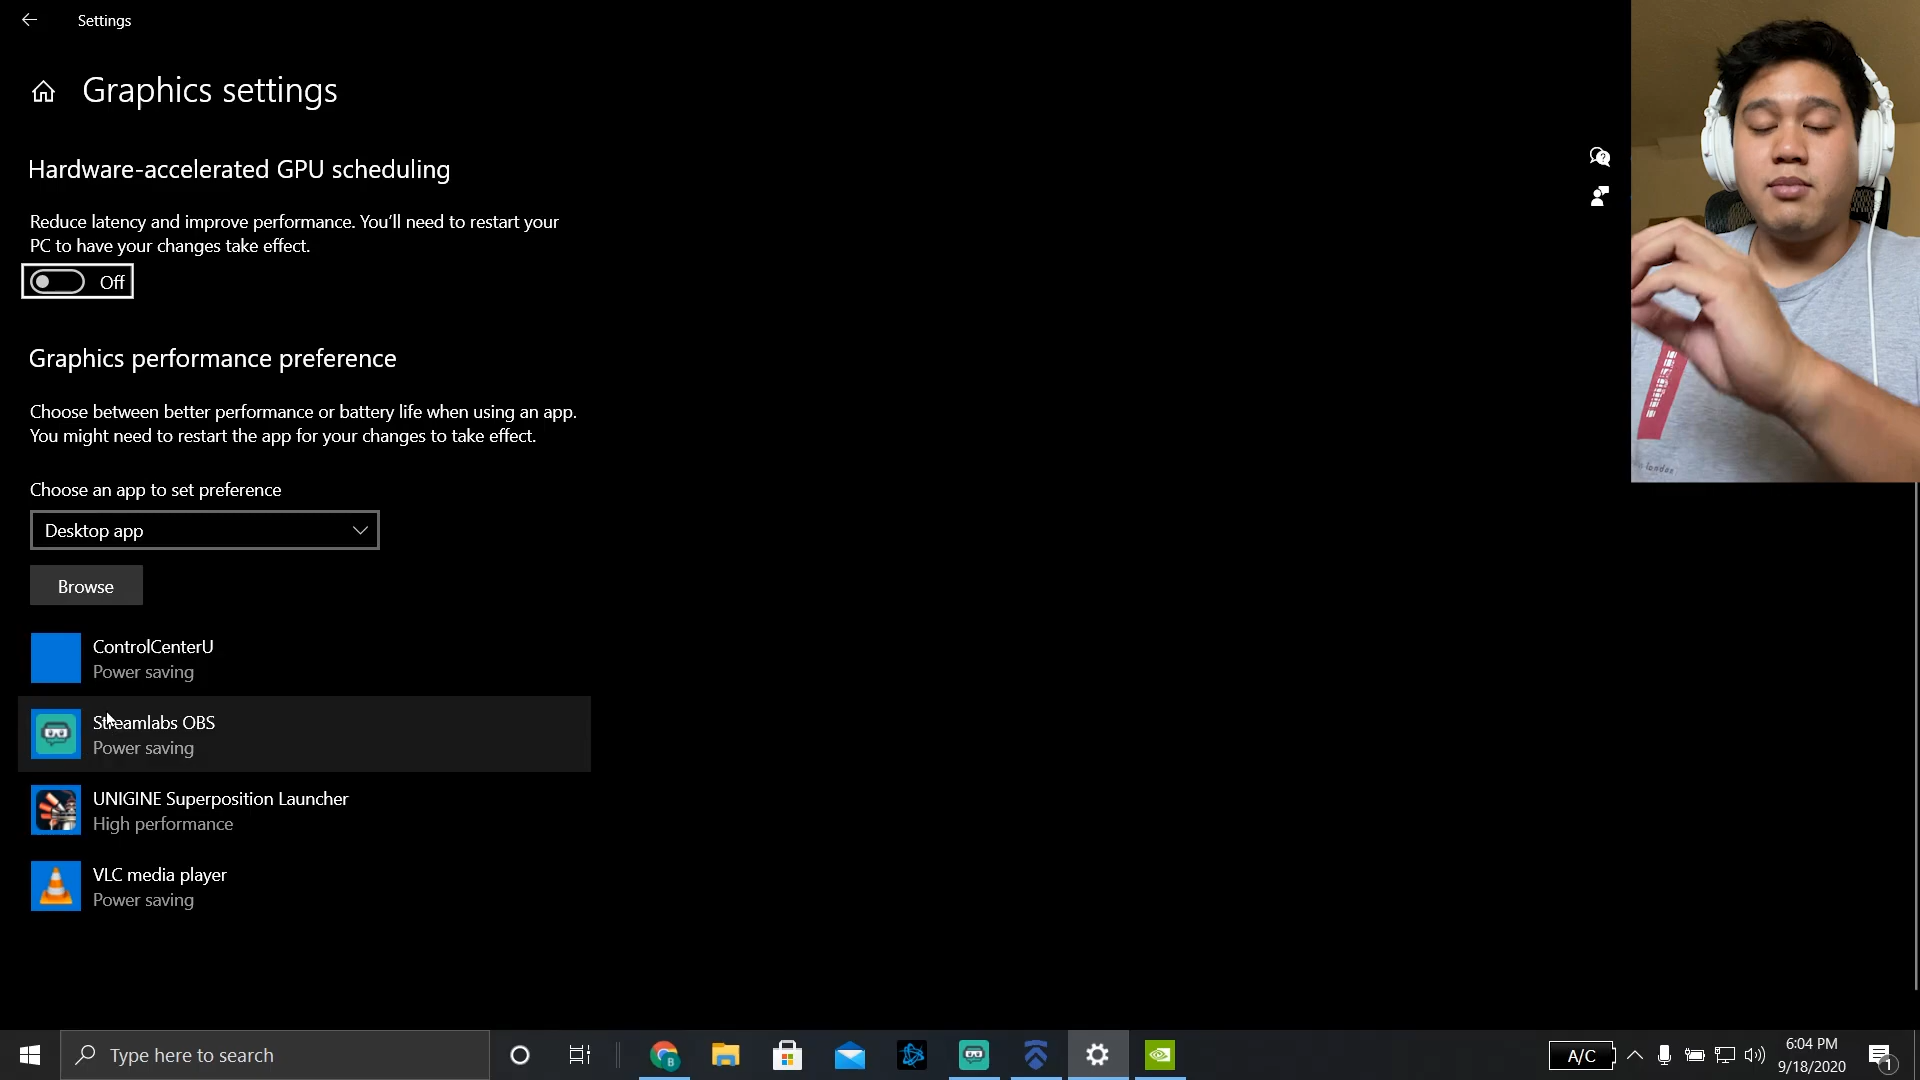 Settings
Graphics settings
Hardware-accelerated GPU scheduling
Reduce latency and improve performance. You'll need to restart your
PC to have your changes take effect.
Off
Graphics performance preference
Choose between better performance or battery life when using an app.
You might need to restart the app for your changes to take effect.
Choose an app to set preference
Desktop app
Browse
ControlCenterU
Power saving
Streamlabs OBS
Power saving
UNIGINE Superposition Launcher
High performance
VLC media player
Power saving
Type here to search
B
A/C
6:04 PM
9/18/2020
1